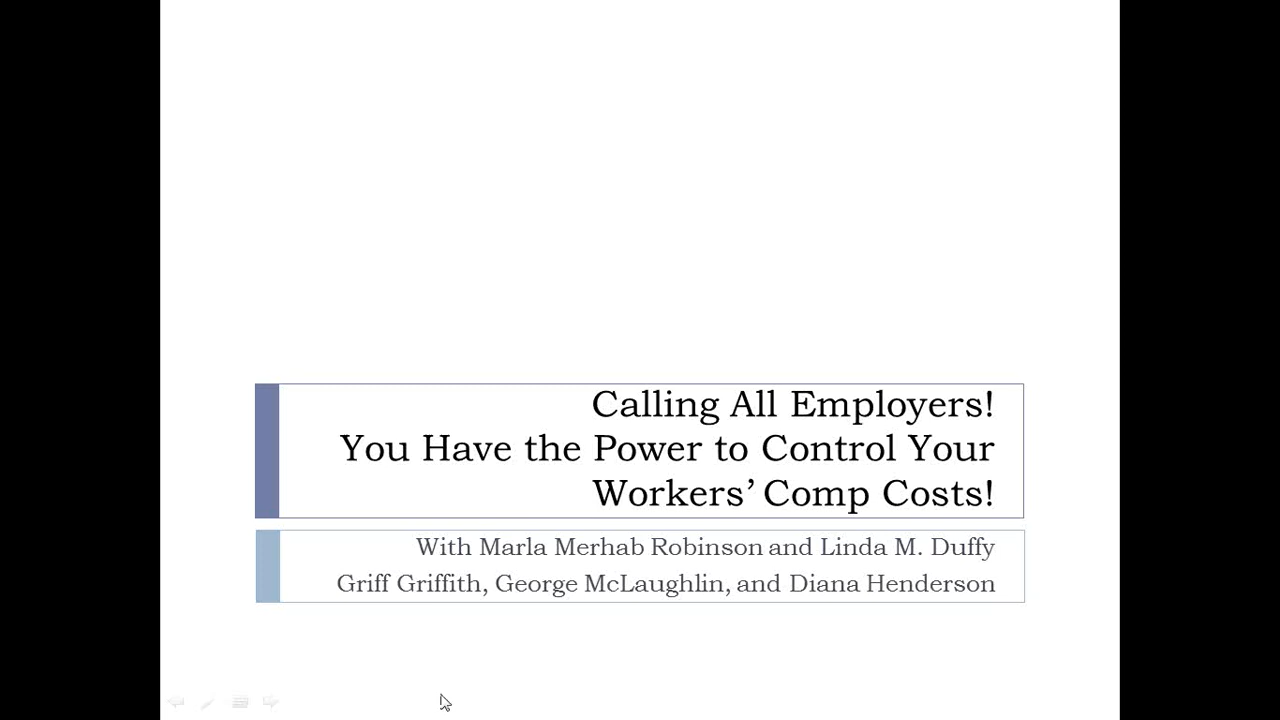 Calling All Employers!
You Have the Power to Control Your
Workers’ Comp Costs!
With Marla Merhab Robinson and Linda M. Duffy
Griff Griffith, George McLaughlin, and Diana Henderson